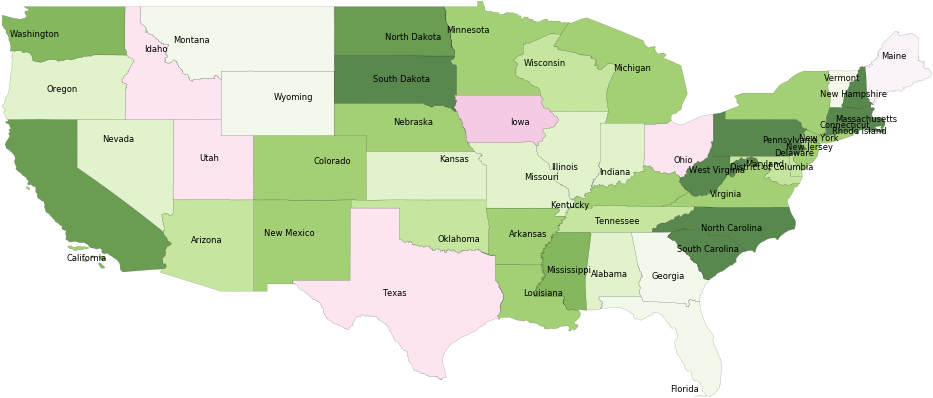 Washington
Montana
Idaho
North Dakota
Minnesota
Oregon
Wyoming
South Dakota
Wisconsin
Michigan
Maine
Vermont
New Hampshire
Nevada
Nebraska
Iowa
Massachusetts
Connecticut
Rhode Island
New York
Pennsylvania
New Jersey
Utah
Colorado
Kansas
Illinois
Indiana
Ohio
Delaware
Maryland
District of Columbia
West Virginia
Missouri
Virginia
Kentucky
California
Arizona
New Mexico
Oklahoma
Arkansas
Tennessee
North Carolina
South Carolina
Texas
Louisiana
Mississippi
Alabama
Georgia
Florida